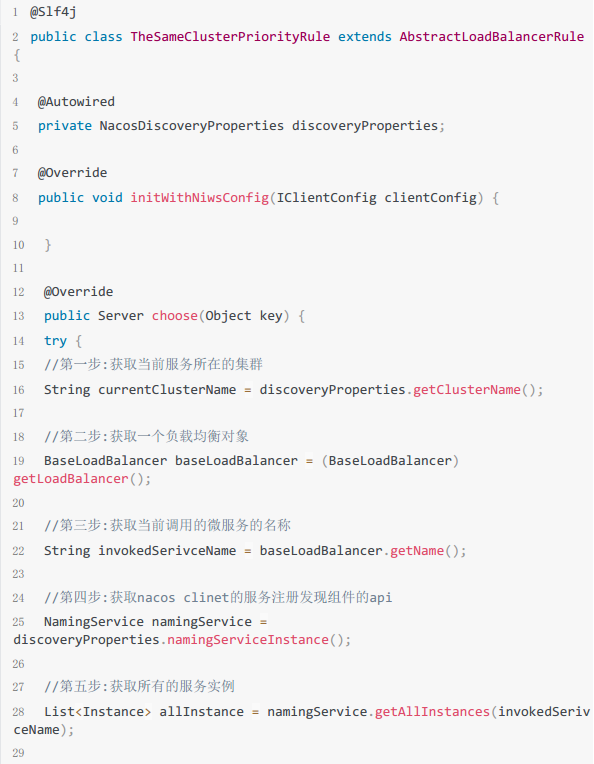 1 @Slf4j
2 public class TheSameClusterPriorityRule extends AbstractLoadBalancerRule
{
3
4 @Autowired
5 private NacosDiscoveryProperties discoveryProperties;
6
7 @Override
8 public void initWithNiwsConfig(IClientConfig clientConfig) {
9
10 }
11
12 @Override
13 public Server choose(Object key) {
14 try {
15 //第一步:获取当前服务所在的集群
16 String currentClusterName = discoveryProperties.getClusterName();
17
18 //第二步:获取一个负载均衡对象
19 BaseLoadBalancer baseLoadBalancer = (BaseLoadBalancer)
getLoadBalancer();
20
21 //第三步:获取当前调用的微服务的名称
22 String invokedSerivceName = baseLoadBalancer.getName();
23
24 //第四步:获取nacos clinet的服务注册发现组件的api
25 NamingService namingService =
discoveryProperties.namingServiceInstance();
26
27 //第五步:获取所有的服务实例
28 List<Instance> allInstance = namingService.getAllInstances(invokedSeriv
ceName);
29